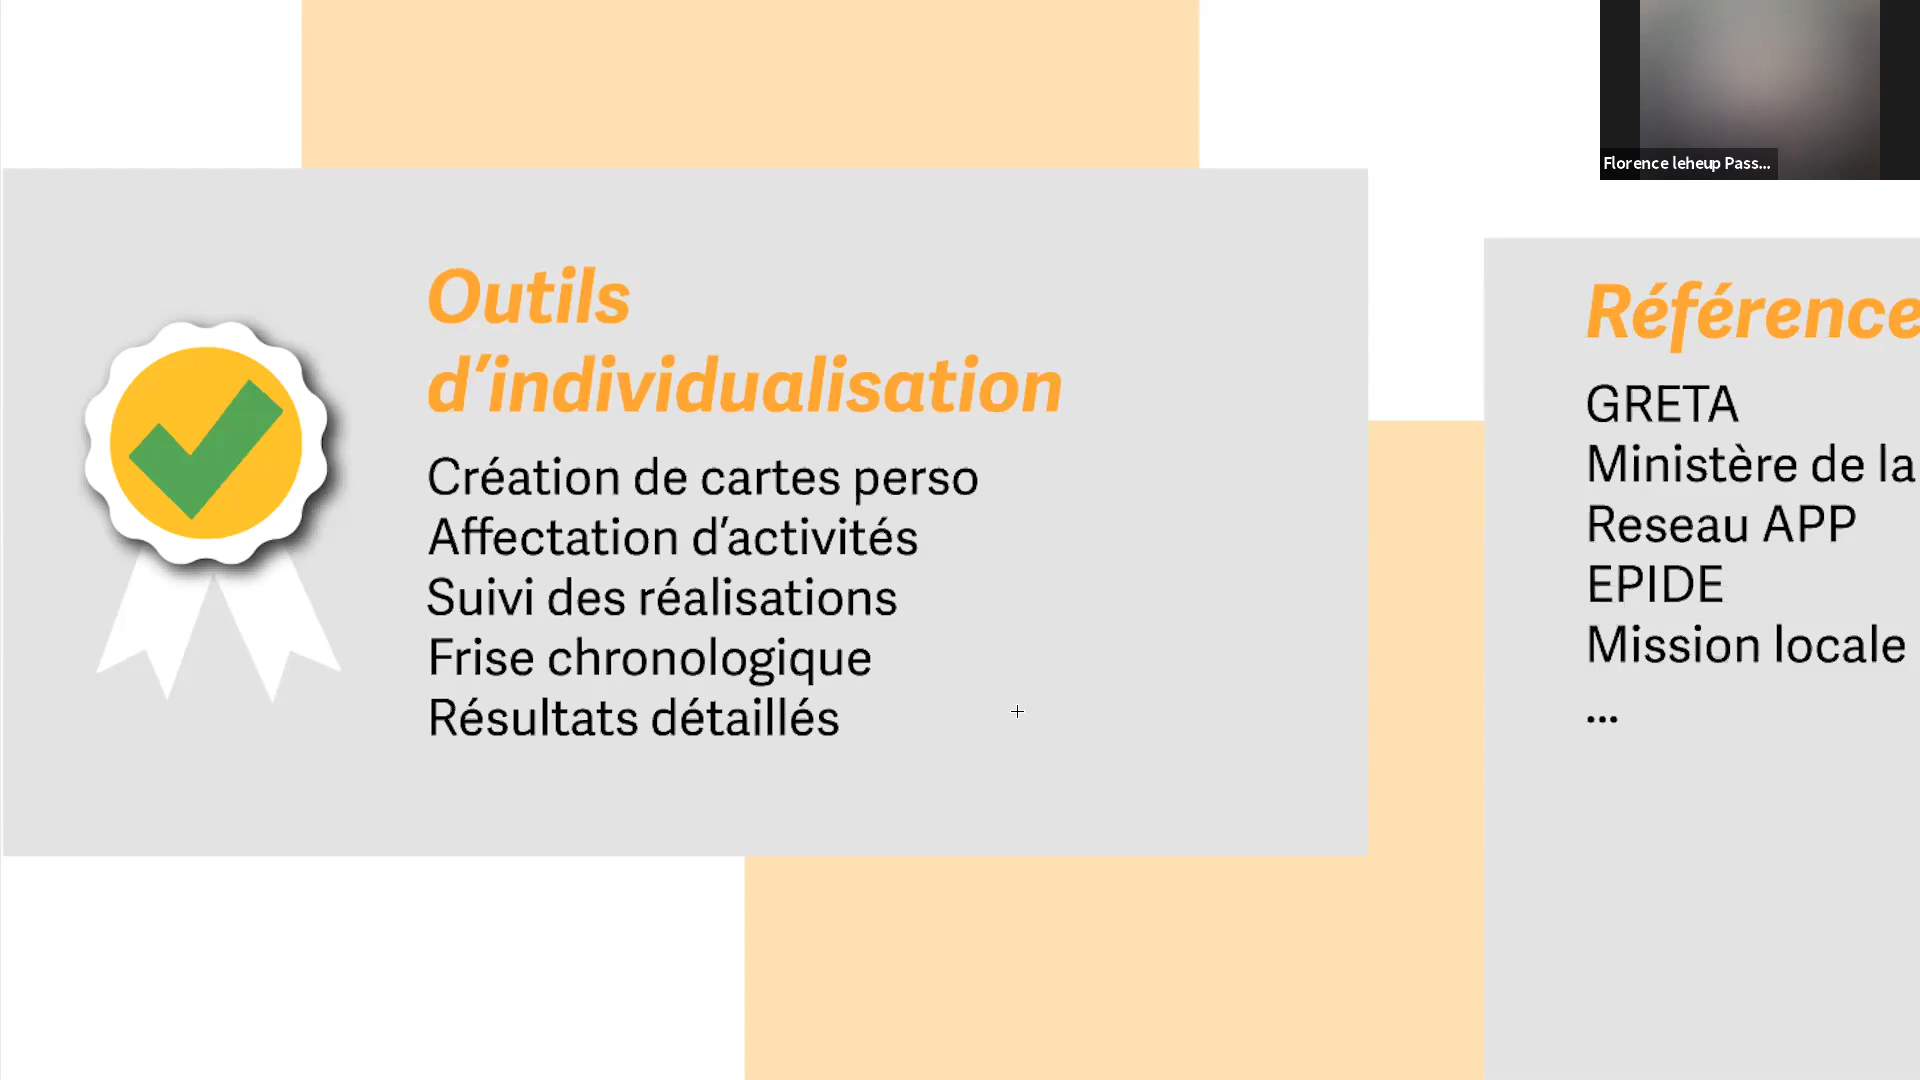 Florence leheup Pass...
Outils
d'individualisation
Création de cartes perso
Affectation d'activités
Suivi des réalisations
Frise chronologique
Résultats détaillés
Référence
GRETA
Ministère de la
Reseau APP
EPIDE
Mission locale
...